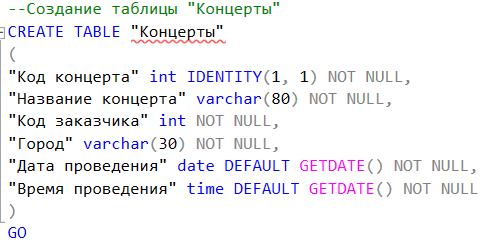 --Создание таблицы "Концерты"
CREATE TABLE "Концерты"
(
"Код концерта" int IDENTITY(1, 1) NOT NULL,
"Название концерта" varchar(80) NOT NULL,
"Код заказчика" int NOT NULL,
"Город" varchar(30) NOT NULL,
"Дата проведения" date DEFAULT GETDATE() NOT NULL,
"Время проведения" time DEFAULT GETDATE() NOT NULL
)
GO